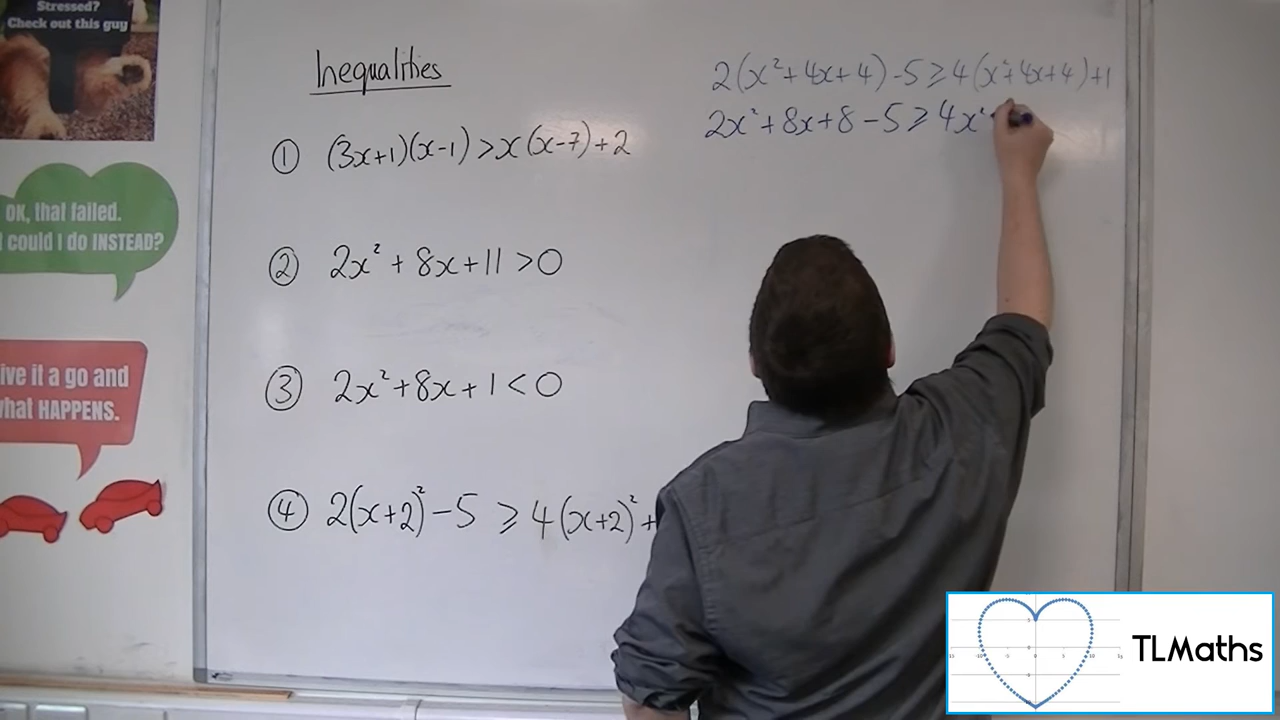 Stressed?
Check out this guy
OK, that failed.
could I do INSTEAD?
ive it a go and
what HAPPENS.
Inequalities
① (3x+1)(x-1) > x(x-7)+2
② 2x² + 8x + 11 > 0
③ 2x² + 8x + 1 < 0
④ 2(x+2)² - 5 ≥ 4(x+2)² +
2(x² + 4x + 4) - 5 ≥ 4(x² + 4x + 4) + 1
2x² + 8x + 8 - 5 ≥ 4x²
TLMaths